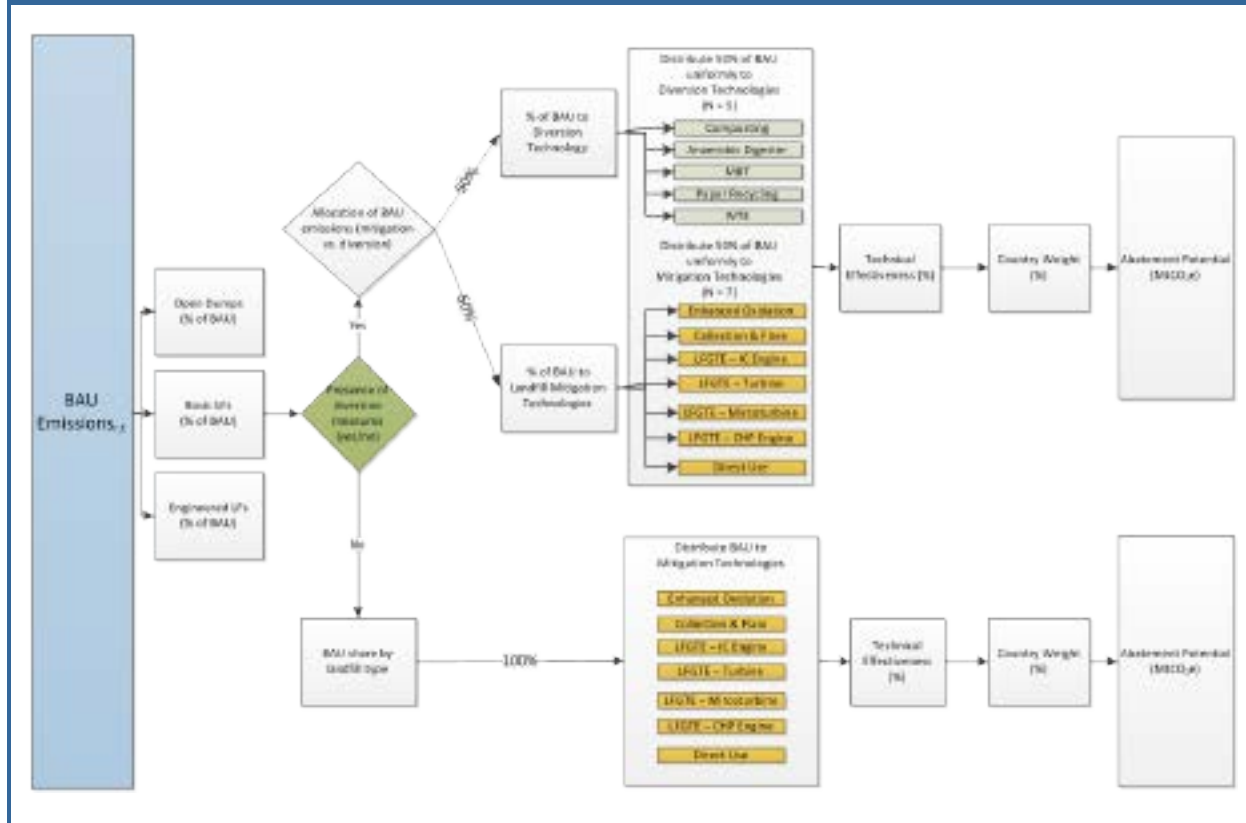 BAU
Emissions
Open Dumps
(% of BAU)
Basic LFs
(% of BAU)
Engineered LFs
(% of BAU)
Presence of
diversion
measures
(yes/no)
Yes
No
Allocation of BAU
emissions (mitigation
vs. diversion)
% of BAU to
Diversion
Technology
% of BAU to
Landfill Mitigation
Technologies
Distribute 50% of BAU
uniformly to
Diversion Technologies
(N = 5)
Composting
Anaerobic Digester
MBT
Paper Recycling
WTE
Distribute 50% of BAU
uniformly to
Mitigation Technologies
(N = 7)
Enhanced Oxidation
Collection & Flare
LFGTE – IC Engine
LFGTE – Turbine
LFGTE – Microturbine
LFGTE – CHP Engine
Direct Use
Technical
Effectiveness (%)
Country Weight
(%)
Abatement Potential
(MtCO₂e)
BAU share by
landfill type
100%
Distribute BAU to
Mitigation Technologies
Enhanced Oxidation
Collection & Flare
LFGTE – IC Engine
LFGTE – Turbine
LFGTE – Microturbine
LFGTE – CHP Engine
Direct Use
Technical
Effectiveness
(%)
Country Weight
(%)
Abatement Potential
(MtCO₂e)